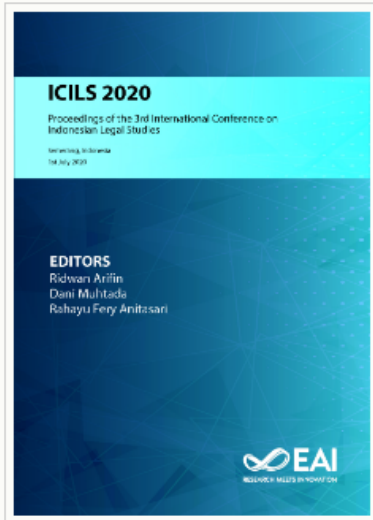 ICILS 2020
Proceedings of the 3rd International Conference on
Indonesian Legal Studies
Semarang, Indonesia
1st July 2020
EDITORS
Ridwan Arifin
Dani Muhtada
Rahayu Fery Anitasari
EAI
RESEARCH MEETS INNOVATION